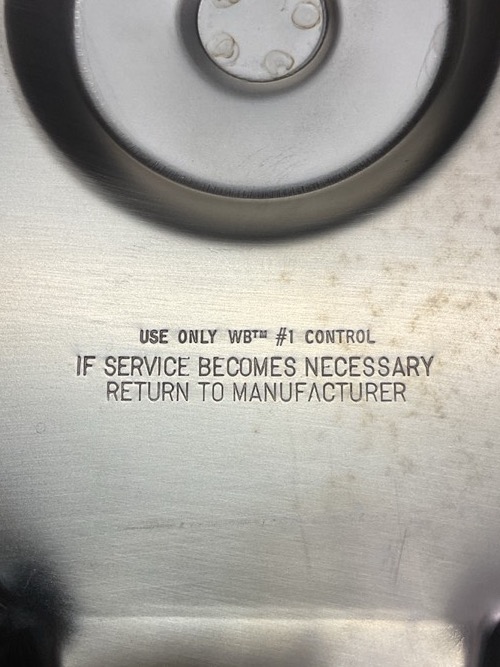 USE ONLY WB™ #1 CONTROL
IF SERVICE BECOMES NECESSARY
RETURN TO MANUFACTURER